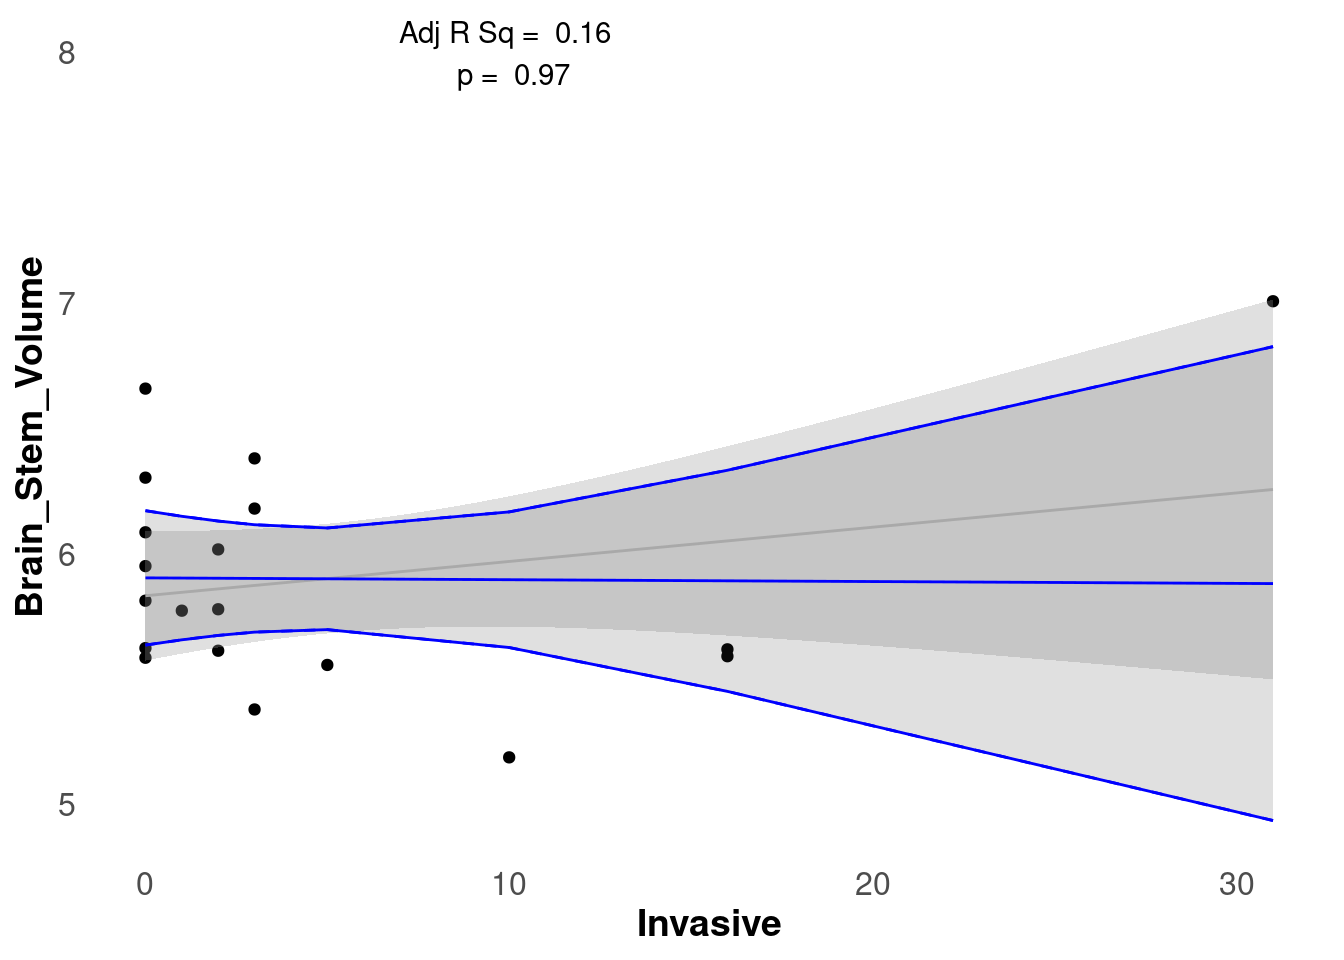 Adj R Sq = 0.16
p = 0.97
8
7
6
5
Brain_Stem_Volume
0 10 20 30
Invasive